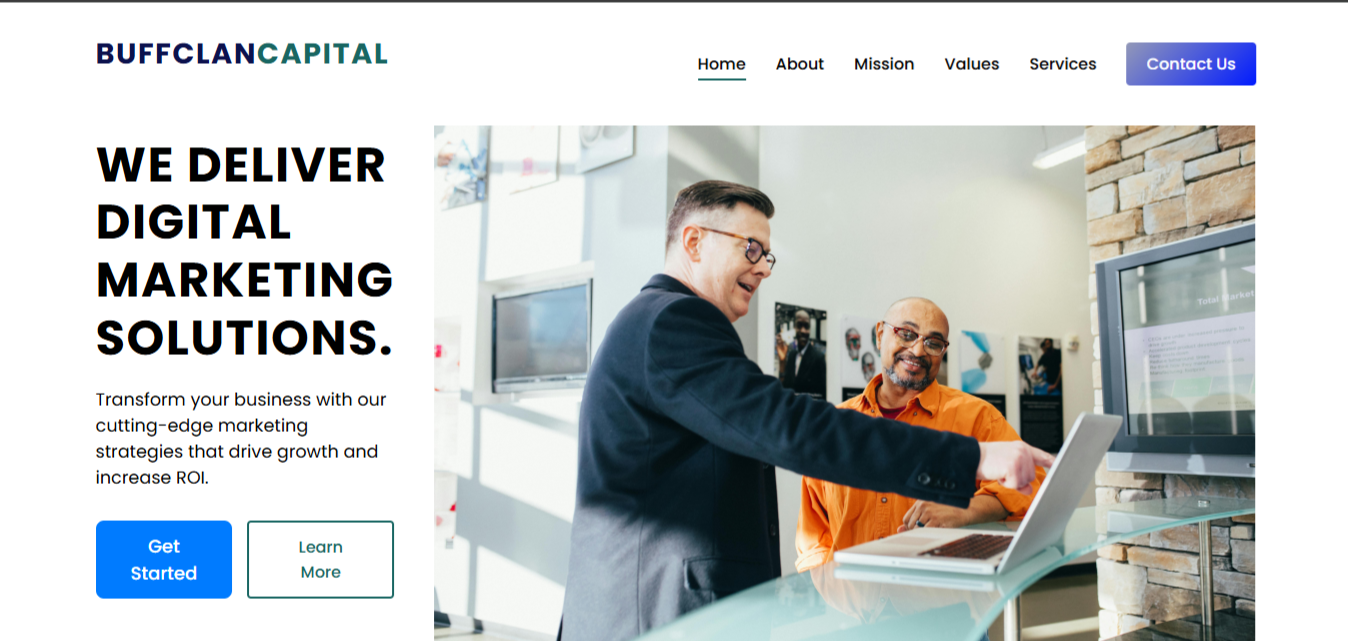 BUFFCLANCAPITAL
Home About Mission Values Services Contact Us
WE DELIVER
DIGITAL
MARKETING
SOLUTIONS.
Transform your business with our
cutting-edge marketing
strategies that drive growth and
increase ROI.
Get
Started
Learn
More
Total Market